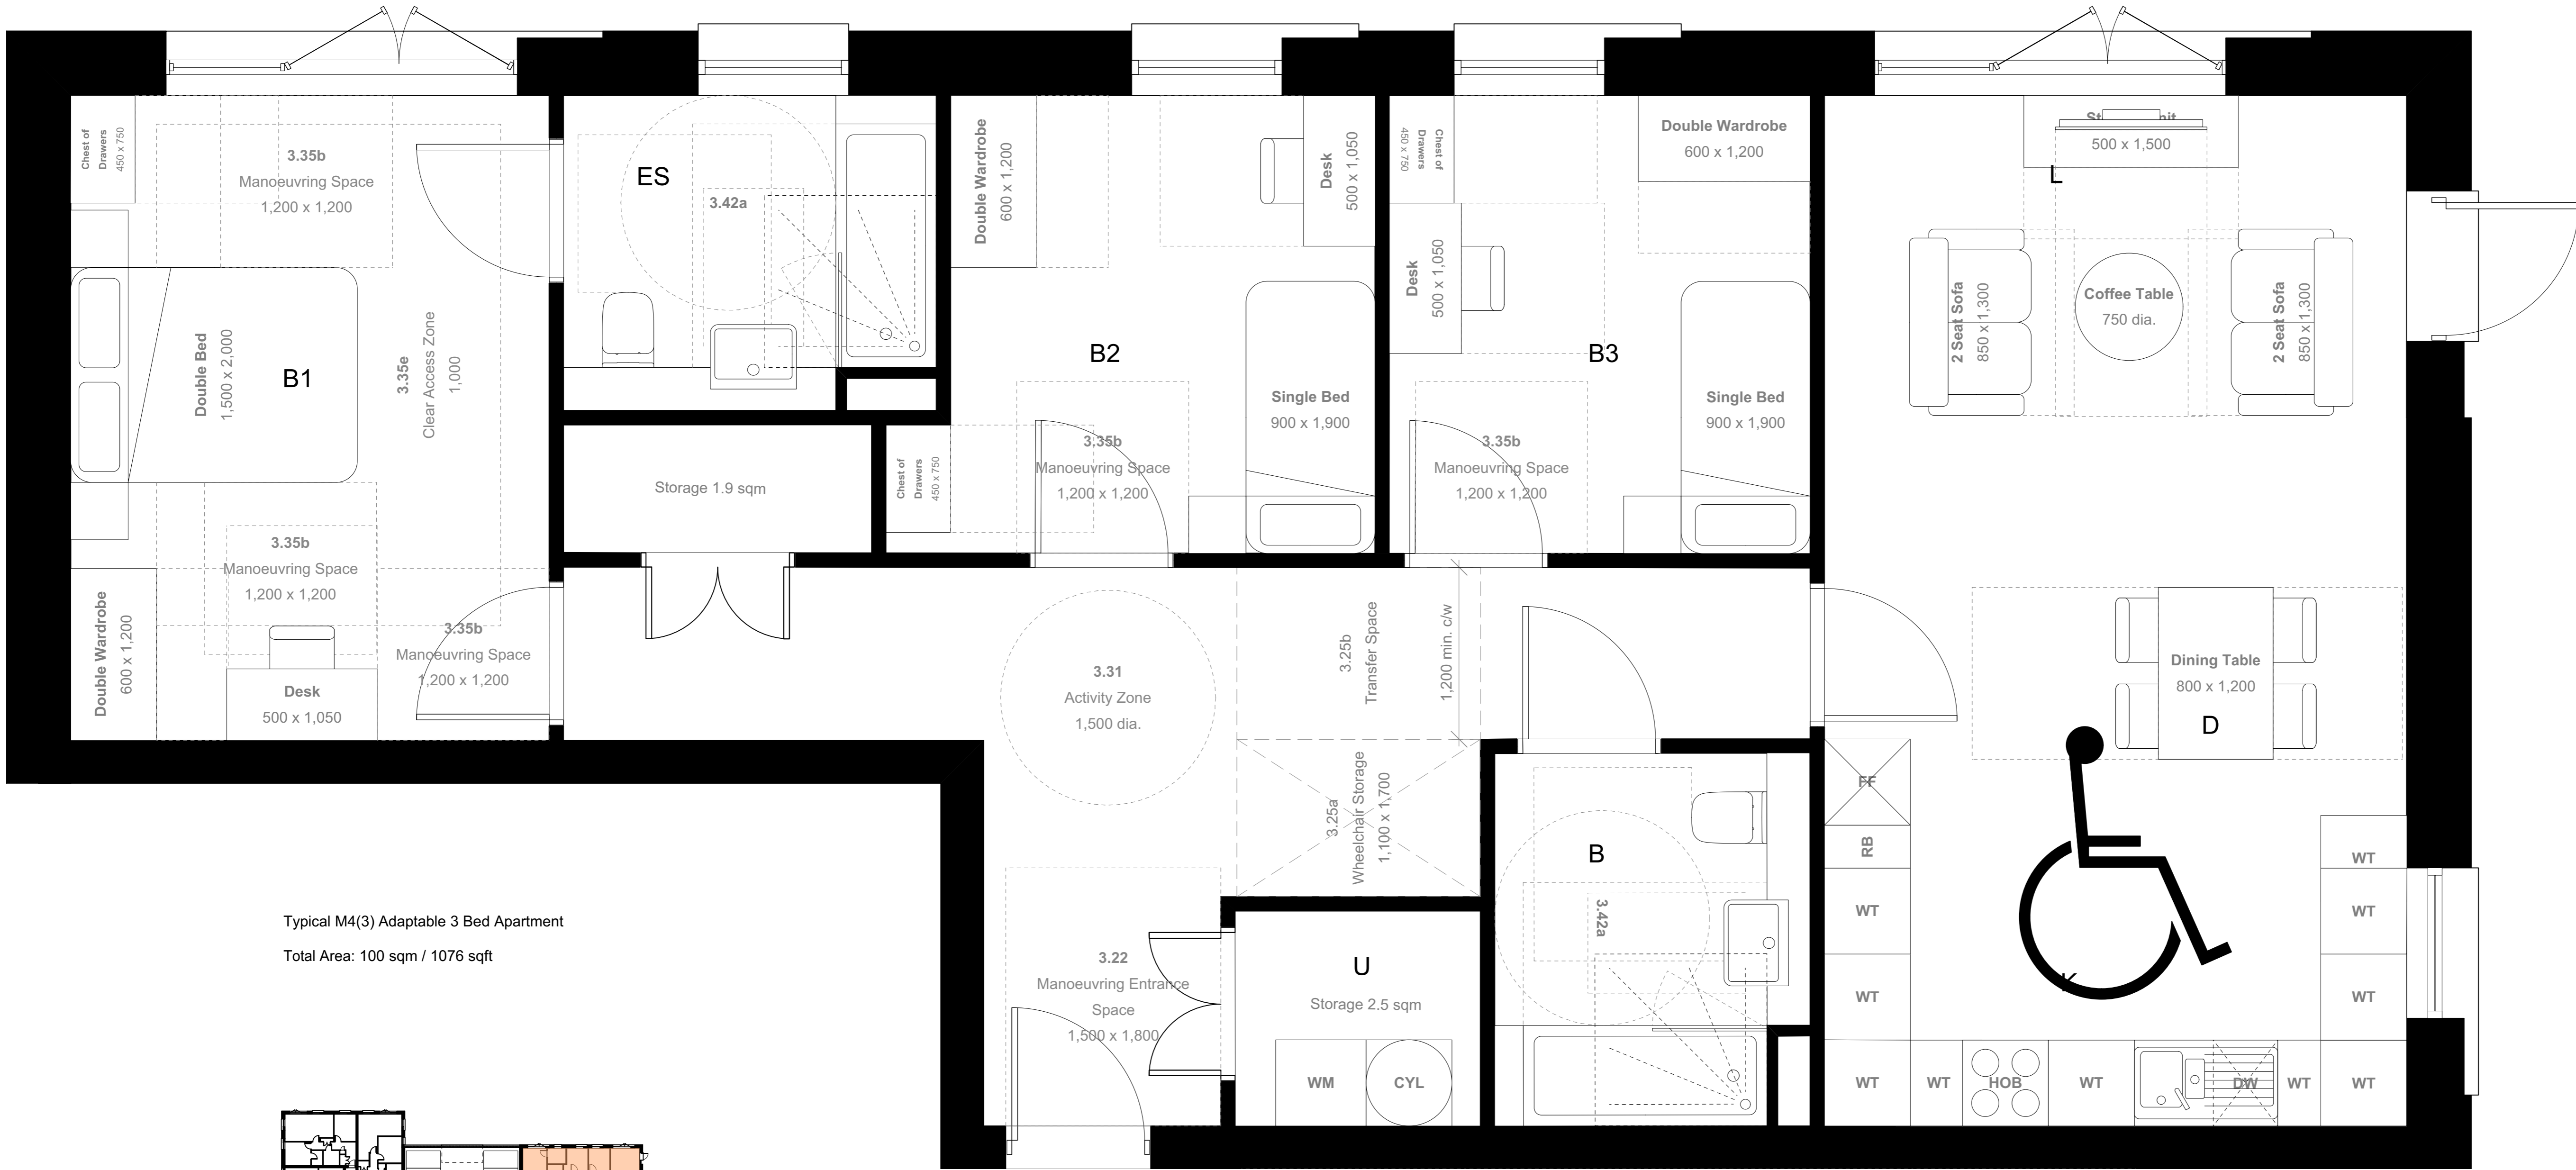 Chest of
Drawers
450 x 750
3.35b
Manoeuvring Space
1,200 x 1,200
Double Bed
1,500 x 2,000
B1
3.35e
Clear Access Zone
1,000
3.35b
Manoeuvring Space
1,200 x 1,200
Double Wardrobe
600 x 1,200
Desk
500 x 1,050
3.35b
Manoeuvring Space
1,200 x 1,200
ES
3.42a
Storage 1.9 sqm
Double Wardrobe
600 x 1,200
Desk
500 x 1,050
B2
Single Bed
900 x 1,900
Chest of
Drawers
450 x 750
3.35b
Manoeuvring Space
1,200 x 1,200
Chest of
Drawers
450 x 750
Double Wardrobe
600 x 1,200
Desk
500 x 1,050
B3
Single Bed
900 x 1,900
3.35b
Manoeuvring Space
1,200 x 1,200
500 x 1,500
L
2 Seat Sofa
850 x 1,300
Coffee Table
750 dia.
2 Seat Sofa
850 x 1,300
3.31
Activity Zone
1,500 dia.
3.25b
Transfer Space
1,200 min. c/w
3.25a
Wheelchair Storage
1,100 x 1,700
Dining Table
800 x 1,200
D
FF
RB
WT
WT
WT
WT
HOB
WT
DW
WT
WT
WT
WT
WT
K
B
3.42a
3.22
Manoeuvring Entrance
Space
1,500 x 1,800
U
Storage 2.5 sqm
WM
CYL
Typical M4(3) Adaptable 3 Bed Apartment
Total Area: 100 sqm / 1076 sqft